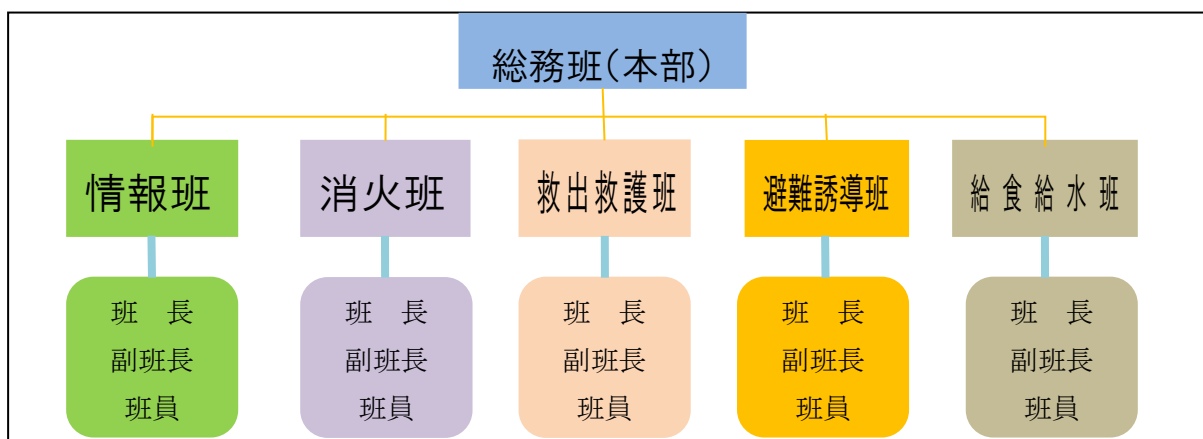 総務班(本部)
情報班
消火班
救出救護班
避難誘導班
給食給水班
班　長
副班長
班員
班　長
副班長
班員
班　長
副班長
班員
班　長
副班長
班員
班　長
副班長
班員